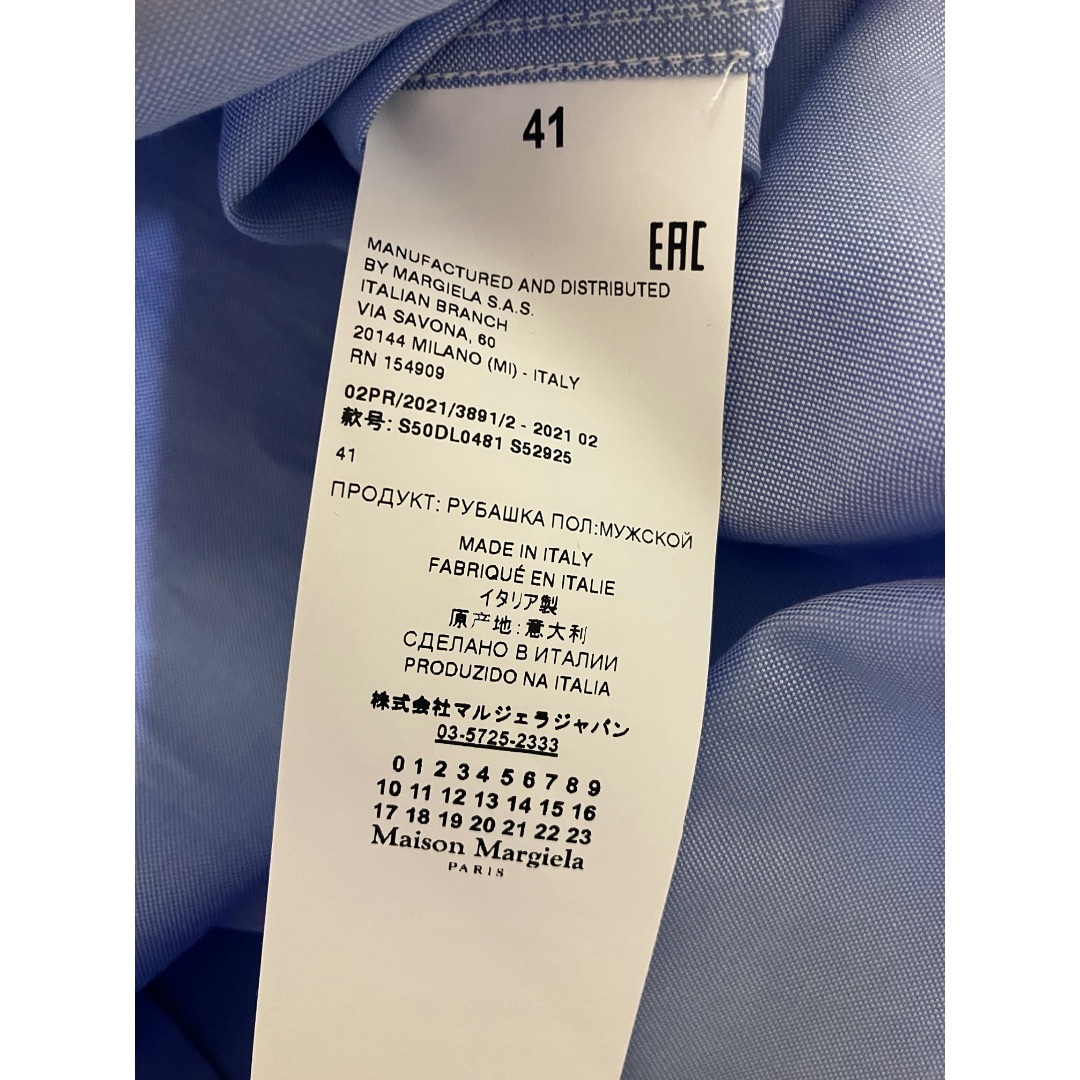 41
EAC
MANUFACTURED AND DISTRIBUTED
BY MARGIELA S.A.S.
ITALIAN BRANCH
VIA SAVONA, 60
20144 MILANO (MI) - ITALY
RN 154909
02PR/2021/3891/2 - 2021 02
款号: S50DL0481 S52925
41
ПРОДУКТ: РУБАШКА ПОЛ:МУЖСКОЙ
MADE IN ITALY
FABRIQUÉ EN ITALIE
イタリア製
原产地:意大利
СДЕЛАНО В ИТАЛИИ
PRODUZIDO NA ITALIA
株式会社マルジェラジャパン
03-5725-2333
0 1 2 3 4 5 6 7 8 9
10 11 12 13 14 15 16
17 18 19 20 21 22 23
Maison Margiela
PARIS